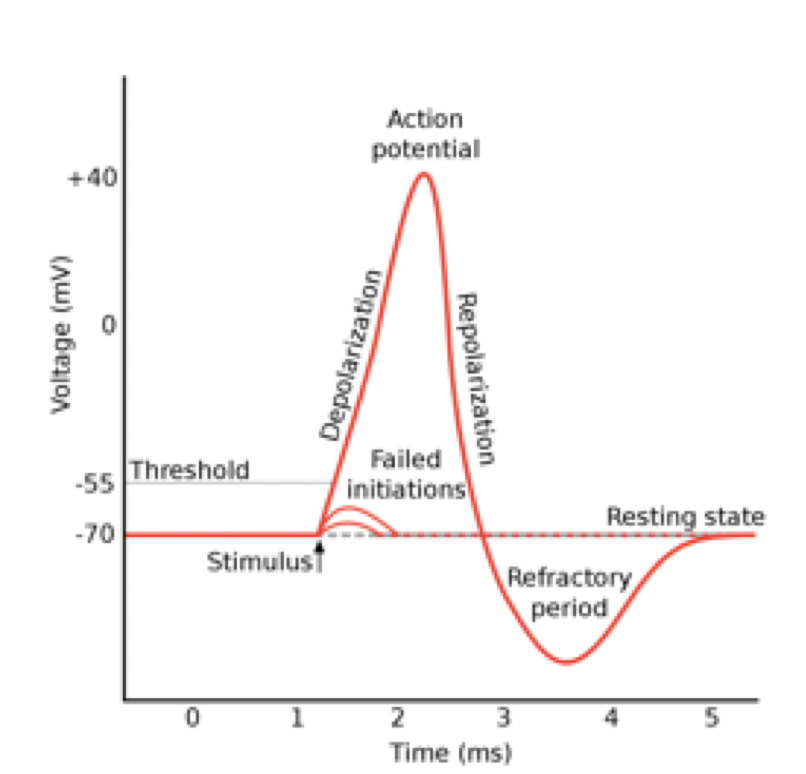 Action
potential
+40
Voltage (mV)
Depolarization
Repolarization
0
Failed
initiations
Threshold
-55
-70
Resting state
Stimulus
Refractory
period
0 1 2 3 4 5
Time (ms)